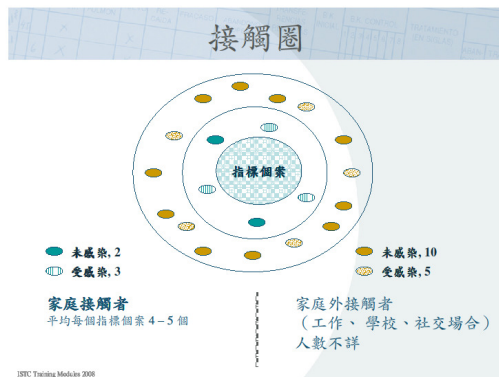 接觸圈
指標個案
未感染, 2
受感染, 3
未感染, 10
受感染, 5
家庭接觸者
平均每個指標個案 4 – 5 個
家庭外接觸者
（工作、 學校、社交場合）
人數不詳
ISTC Training Modules 2008